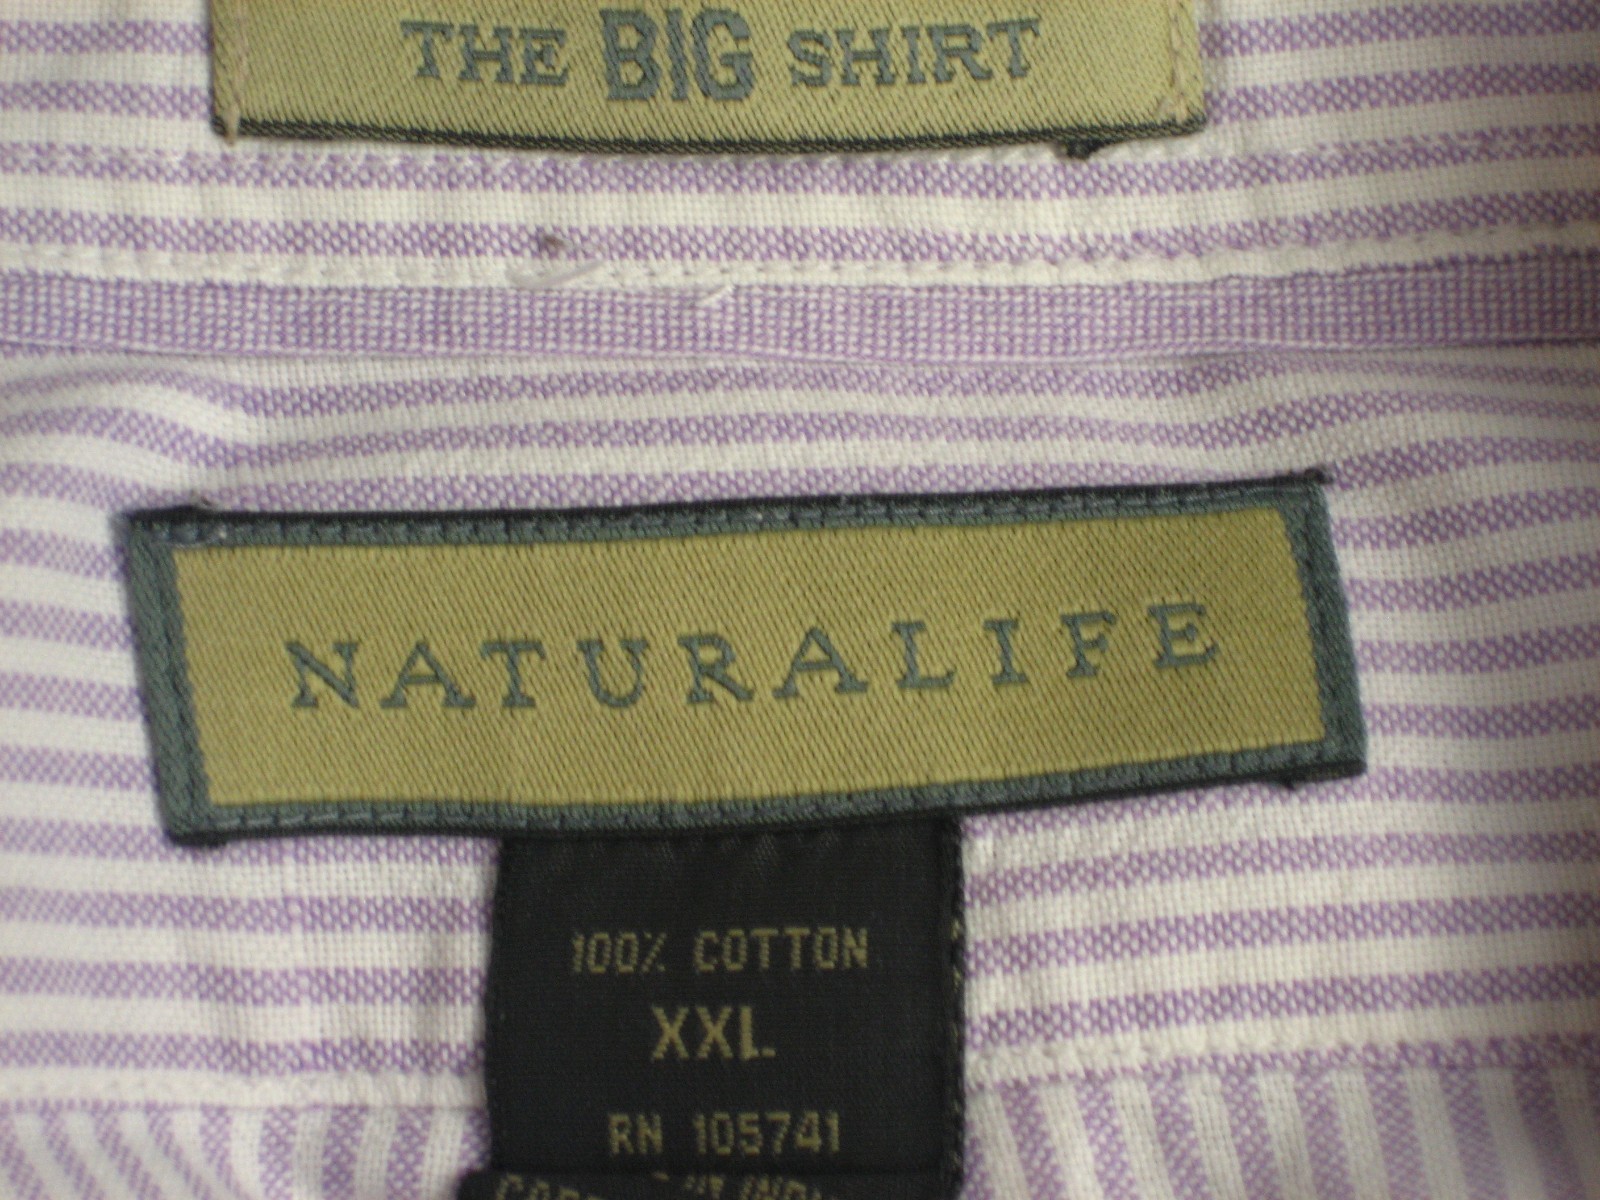 THE BIG SHIRT
NATURALIFE
100% COTTON
XXL
RN 105741